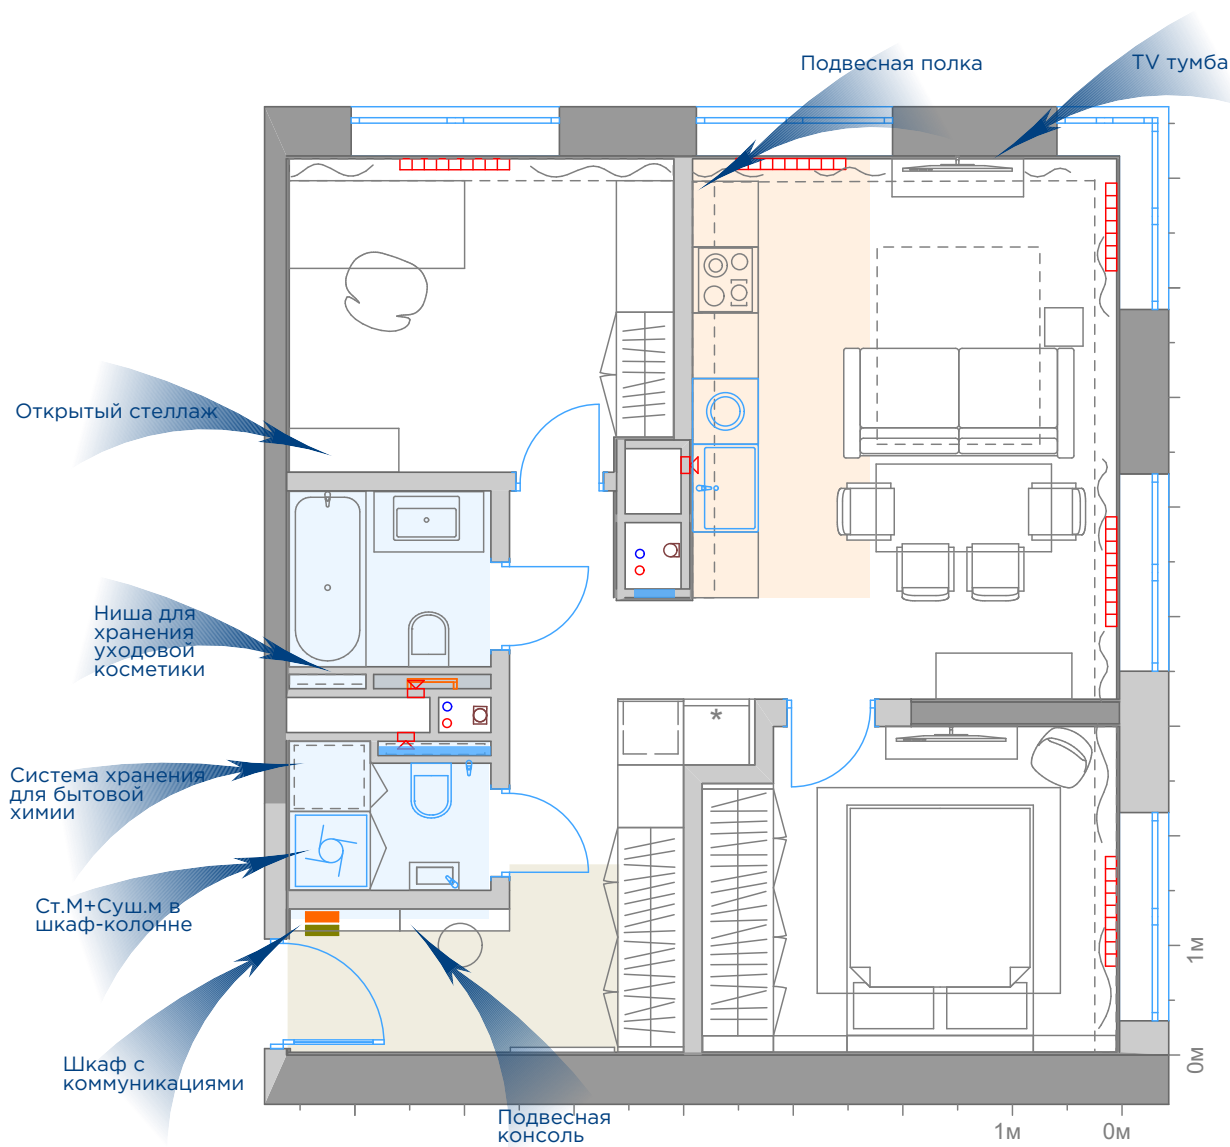 Подвесная полка
TV тумба
Открытый стеллаж
Ниша для
хранения
уходовой
косметики
*
Система хранения
для бытовой
химии
Ст.М+Суш.м в
шкаф-колонне
Шкаф с
коммуникациями
Подвесная
консоль
1м
0м
1м
0м